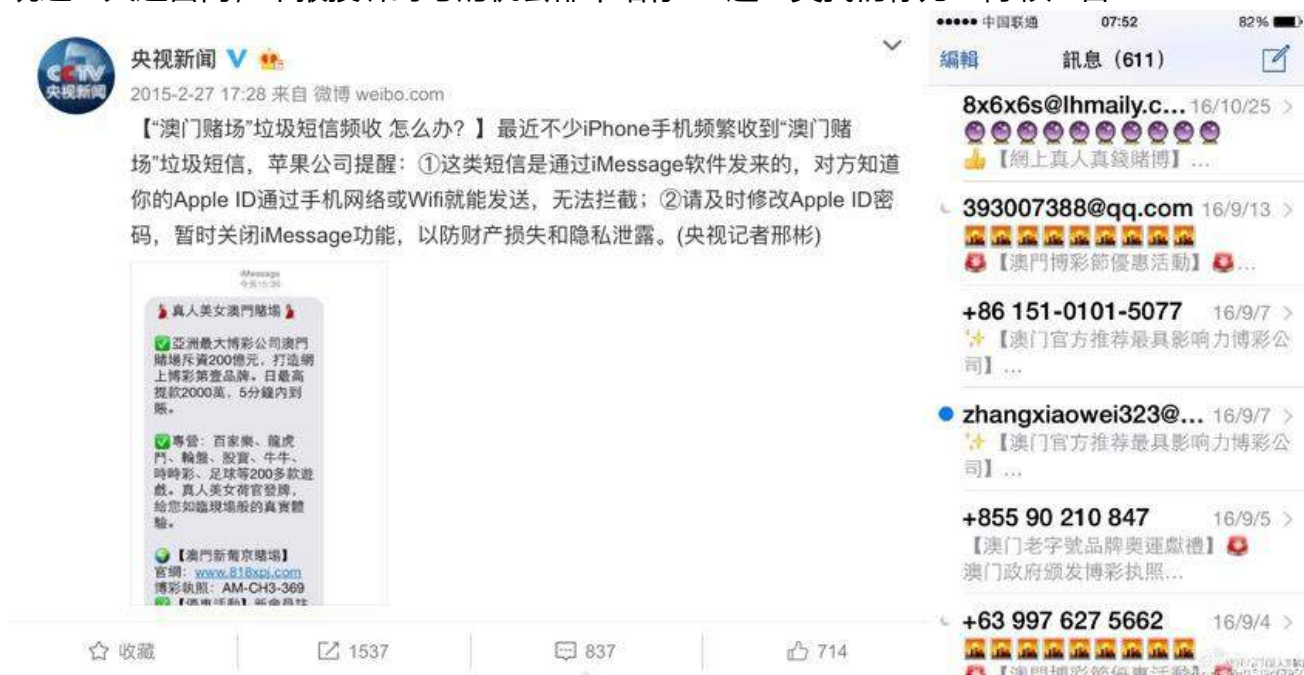 央视新闻
2015-2-27 17:28 来自 微博 weibo.com
【“澳门赌场”垃圾短信频收 怎么办？】最近不少iPhone手机频繁收到“澳门赌
场”垃圾短信，苹果公司提醒：①这类短信是通过iMessage软件发来的，对方知道
你的Apple ID通过手机网络或Wifi就能发送，无法拦截；②请及时修改Apple ID密
码，暂时关闭iMessage功能，以防财产损失和隐私泄露。(央视记者邢彬)
CCTV
央视新闻
iMessage
真人美女澳門賭場
亞洲最大博彩公司澳門
賭場斥資200億元，打造網
上博彩第壹品牌。日最高
提款2000萬，5分鐘內到
賬。
專營：百家樂、龍虎
門、輪盤、股寶、牛牛、
時時彩、足球等200多款遊
戲。真人美女荷官發牌，
給您如臨現場般的真實體
驗。
【澳門新葡京賭場】
官網：www.818xpj.com
博彩執照：AM-CH3-369
收藏
1537
837
714
中国联通 07:52 82%
編輯 訊息（611）
8x6x6s@lhmaily.c... 16/10/25
【網上真人真錢賭博】...
393007388@qq.com 16/9/13
【澳門博彩節優惠活動】...
+86 151-0101-5077 16/9/7
【澳门官方推荐最具影响力博彩公
司】...
zhangxiaowei323@... 16/9/7
【澳门官方推荐最具影响力博彩公
司】...
+855 90 210 847 16/9/5
【澳门老字號品牌奧運獻禮】
澳门政府颁发博彩执照...
+63 997 627 5662 16/9/4
【澳門博彩節優惠活動】